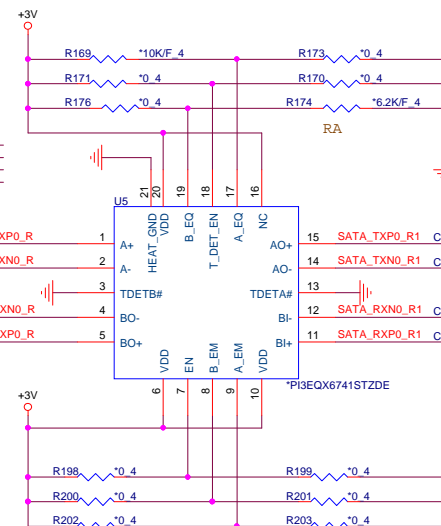 +3V
R169 *10K/F_4 R173 *0_4
R171 *0_4 R170 *0_4
R176 *0_4 R174 *6.2K/F_4
RA
U5
21 20 19 18 17 16
HEAT_GND VDD B_EQ T_DET_EN A_EQ NC
XP0_R 1 A+ AO+ 15 SATA_TXP0_R1 C
XN0_R 2 A- AO- 14 SATA_TXN0_R1 C
3 TDETB# TDETA# 13
XN0_R 4 BO- BI- 12 SATA_RXN0_R1 C
XP0_R 5 BO+ BI+ 11 SATA_RXP0_R1 C
VDD EN B_EM A_EM VDD
6 7 8 9 10
*PI3EQX6741STZDE
+3V
R198 *0_4 R199 *0_4
R200 *0_4 R201 *0_4
R202 *0_4 R203 *0_4